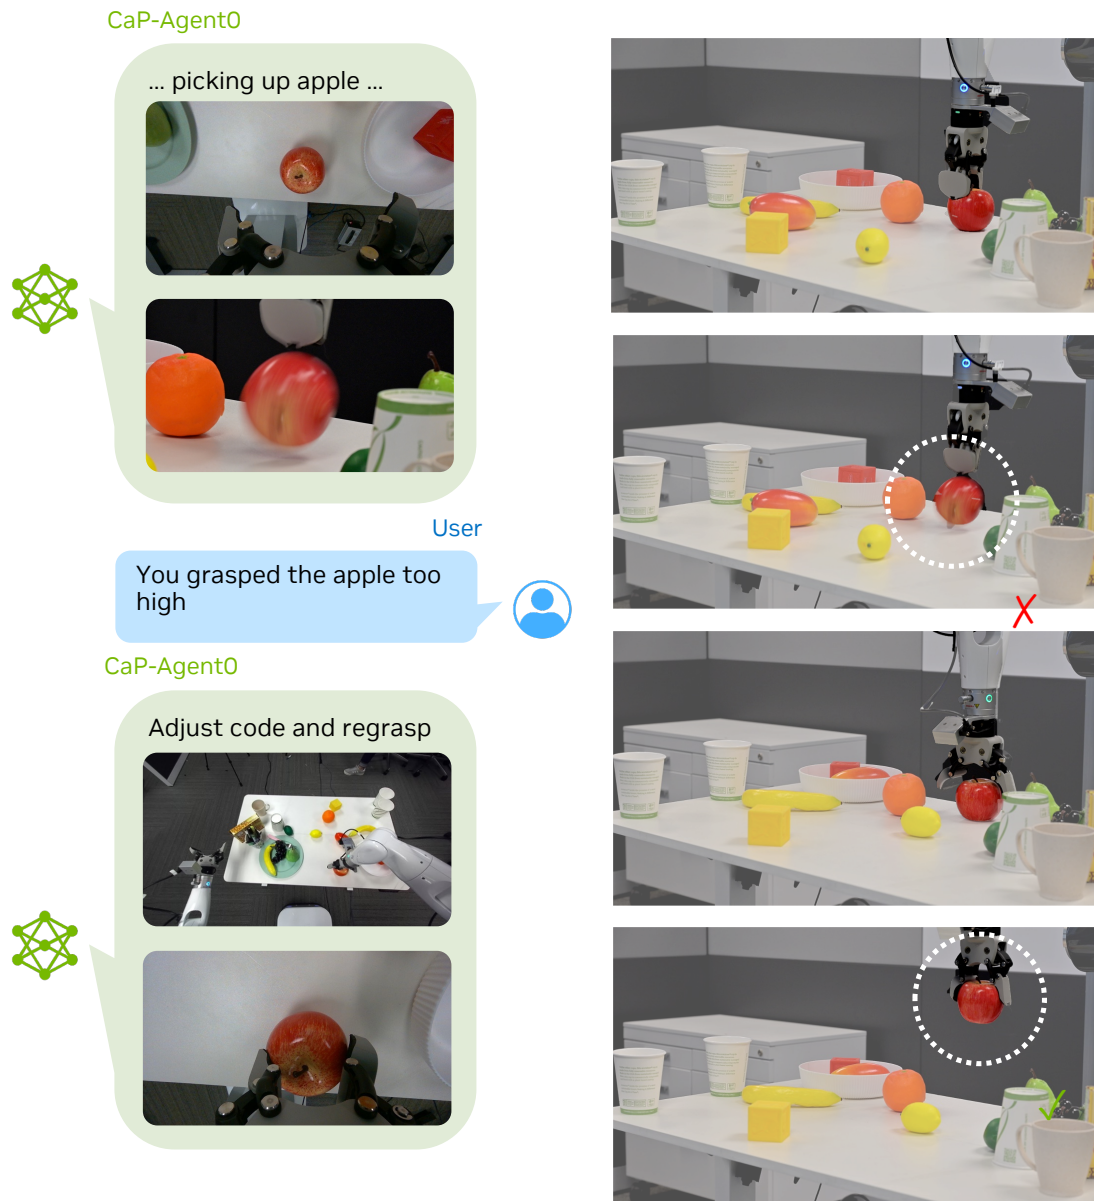 CaP-Agent0
... picking up apple ...
User
You grasped the apple too
high
CaP-Agent0
Adjust code and regrasp